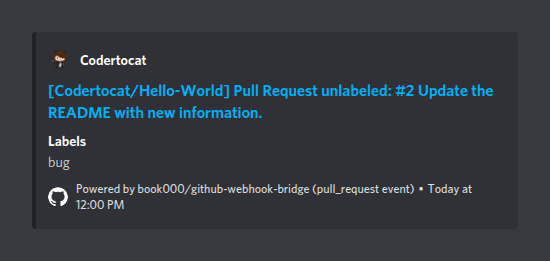 Codertocat
[Codertocat/Hello-World] Pull Request unlabeled: #2 Update the
README with new information.
Labels
bug
Powered by book000/github-webhook-bridge (pull_request event) • Today at
12:00 PM